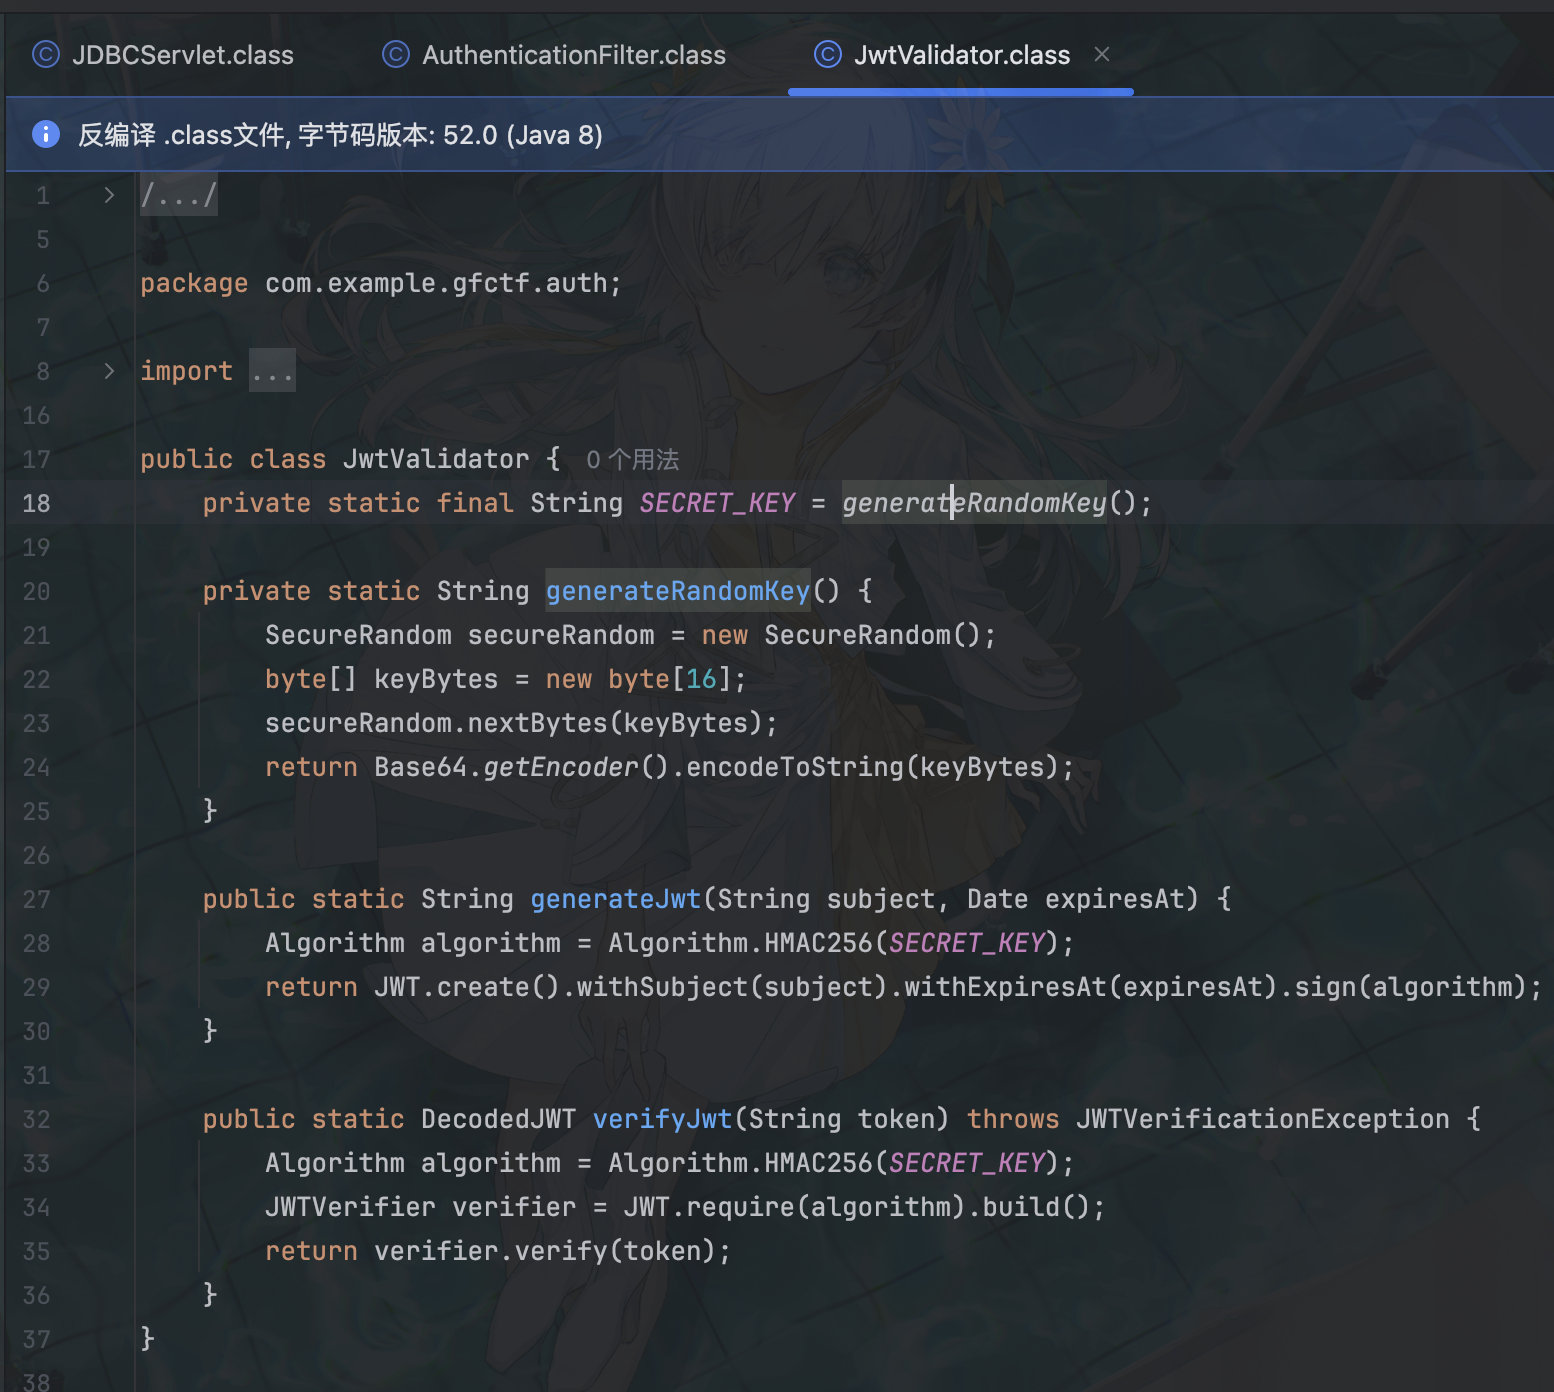 JDBCServlet.class AuthenticationFilter.class JwtValidator.class
反编译 .class文件, 字节码版本: 52.0 (Java 8)
1 /.../
5
6 package com.example.gfctf.auth;
7
8 import ...
16
17 public class JwtValidator { 0 个用法
18 private static final String SECRET_KEY = generateRandomKey();
19
20 private static String generateRandomKey() {
21 SecureRandom secureRandom = new SecureRandom();
22 byte[] keyBytes = new byte[16];
23 secureRandom.nextBytes(keyBytes);
24 return Base64.getEncoder().encodeToString(keyBytes);
25 }
26
27 public static String generateJwt(String subject, Date expiresAt) {
28 Algorithm algorithm = Algorithm.HMAC256(SECRET_KEY);
29 return JWT.create().withSubject(subject).withExpiresAt(expiresAt).sign(algorithm);
30 }
31
32 public static DecodedJWT verifyJwt(String token) throws JWTVerificationException {
33 Algorithm algorithm = Algorithm.HMAC256(SECRET_KEY);
34 JWTVerifier verifier = JWT.require(algorithm).build();
35 return verifier.verify(token);
36 }
37 }
38